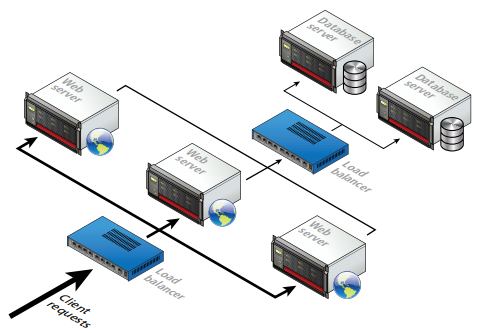 Database
server
Database
server
Web
server
Web
server
Load
balancer
Web
server
Load
balancer
Client
requests